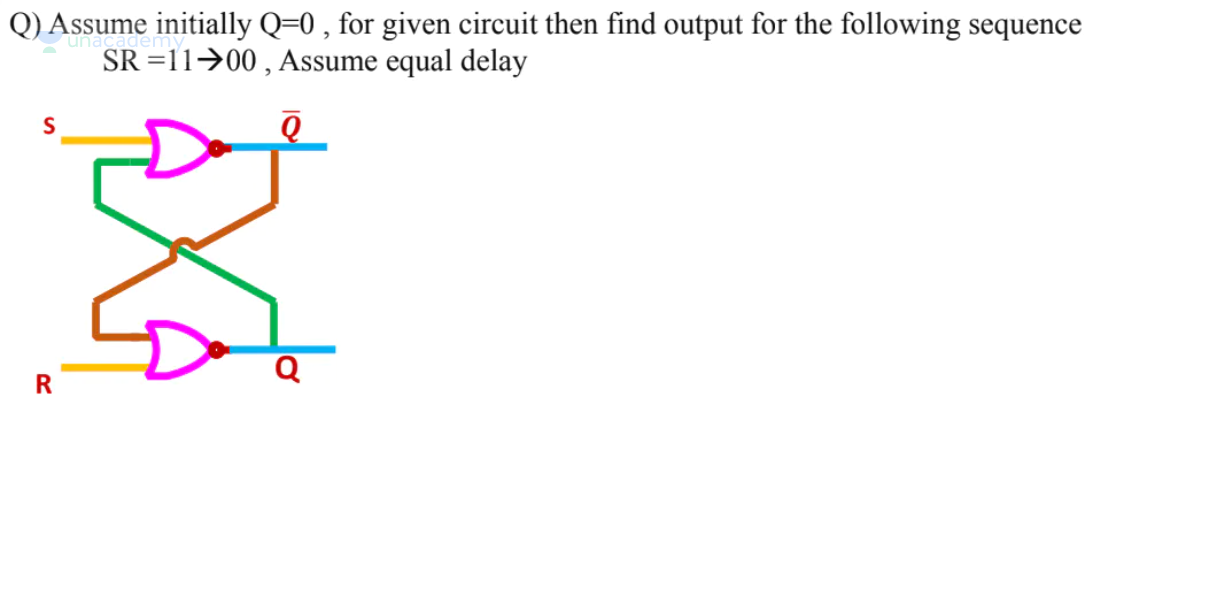 Q) Assume initially Q=0 , for given circuit then find output for the following sequence
unacademy
SR =11→00 , Assume equal delay
S
Q̅
R
Q